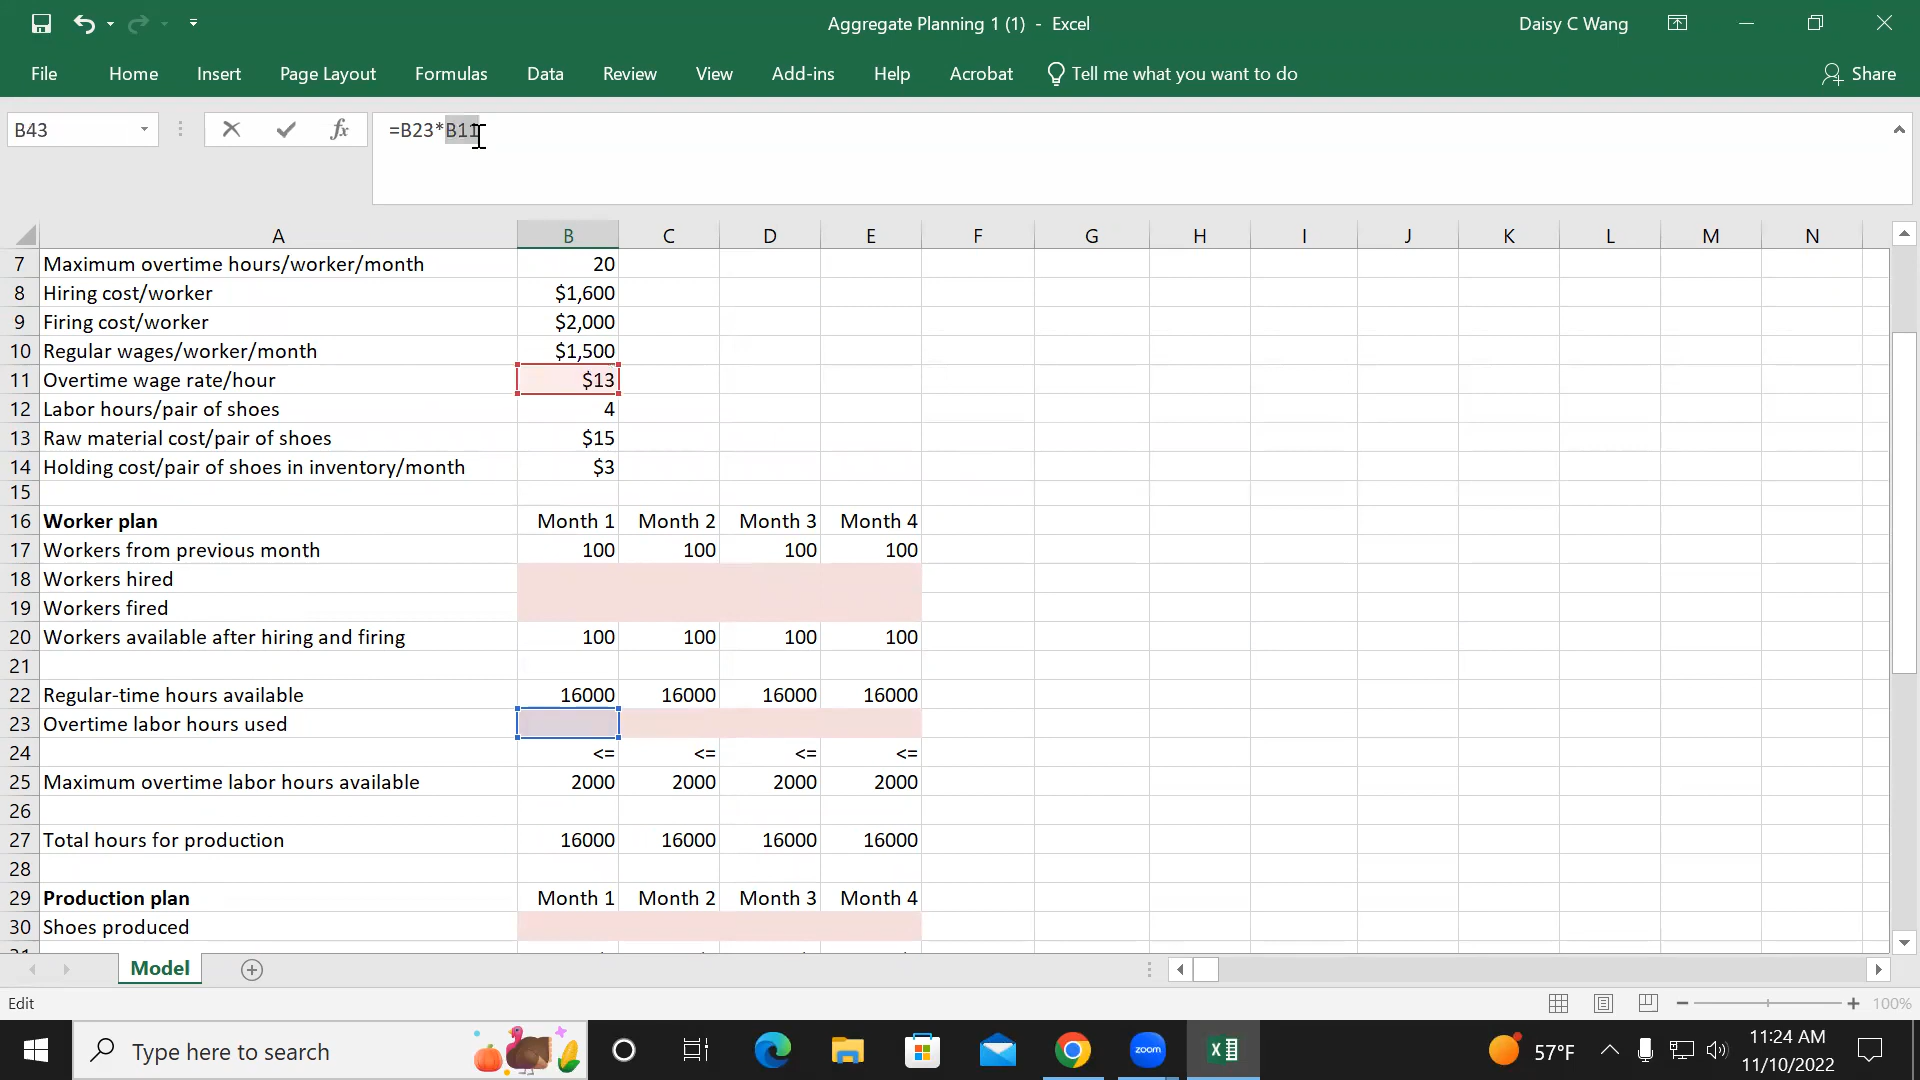 Aggregate Planning 1 (1) - Excel
Daisy C Wang
File Home Insert Page Layout Formulas Data Review View Add-ins Help Acrobat Tell me what you want to do Share
B43 fx =B23*B11
A B C D E F G H I J K L M N
7 Maximum overtime hours/worker/month 20
8 Hiring cost/worker $1,600
9 Firing cost/worker $2,000
10 Regular wages/worker/month $1,500
11 Overtime wage rate/hour $13
12 Labor hours/pair of shoes 4
13 Raw material cost/pair of shoes $15
14 Holding cost/pair of shoes in inventory/month $3
15
16 Worker plan Month 1 Month 2 Month 3 Month 4
17 Workers from previous month 100 100 100 100
18 Workers hired
19 Workers fired
20 Workers available after hiring and firing 100 100 100 100
21
22 Regular-time hours available 16000 16000 16000 16000
23 Overtime labor hours used
24 <= <= <= <=
25 Maximum overtime labor hours available 2000 2000 2000 2000
26
27 Total hours for production 16000 16000 16000 16000
28
29 Production plan Month 1 Month 2 Month 3 Month 4
30 Shoes produced
Model
Edit 100%
Type here to search
zoom
57°F
11:24 AM
11/10/2022